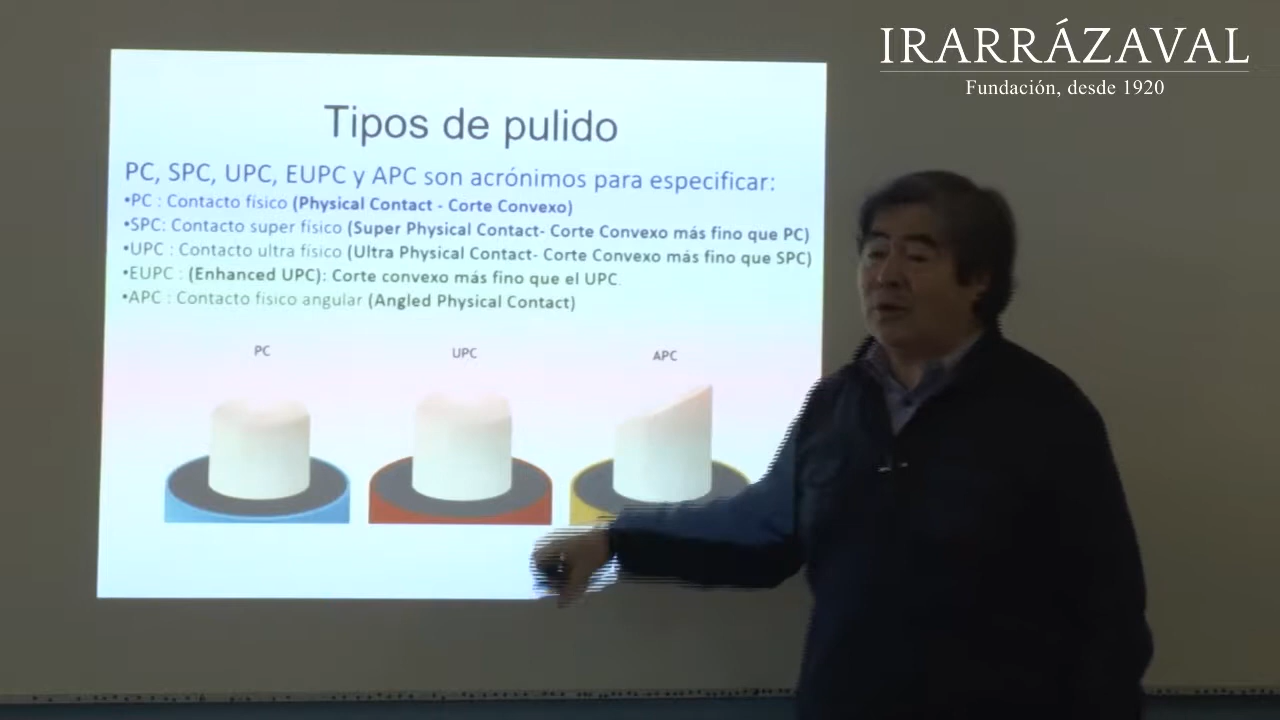 IRARRÁZAVAL
Fundación, desde 1920
Tipos de pulido
PC, SPC, UPC, EUPC y APC son acrónimos para especificar:
•PC : Contacto físico (Physical Contact - Corte Convexo)
•SPC: Contacto super físico (Super Physical Contact- Corte Convexo más fino que PC)
•UPC : Contacto ultra físico (Ultra Physical Contact- Corte Convexo más fino que SPC)
•EUPC : (Enhanced UPC): Corte convexo más fino que el UPC.
•APC : Contacto físico angular (Angled Physical Contact)
PC UPC APC